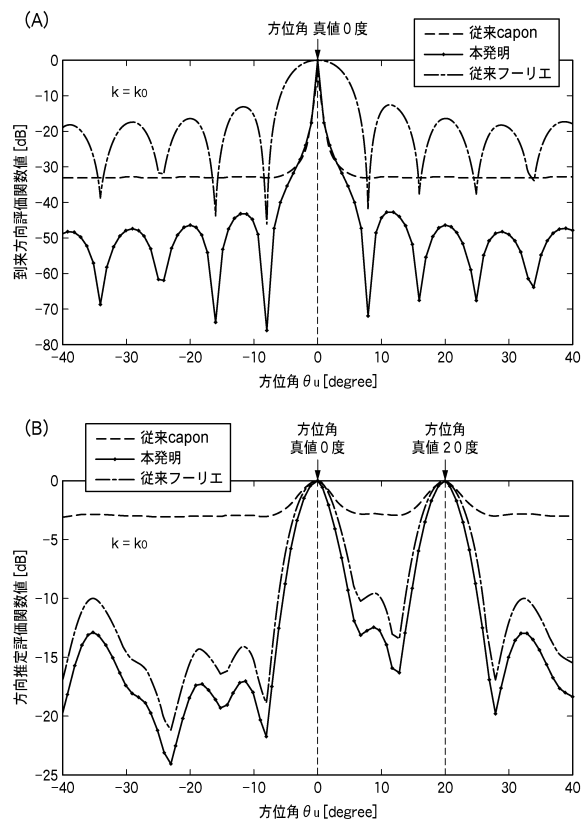 (A)
方位角 真値0度
従来capon
本発明
従来フーリエ
k = k0
到来方向評価関数値 [dB]
0
-10
-20
-30
-40
-50
-60
-70
-80
-40 -30 -20 -10 0 10 20 30 40
方位角 θu [degree]
(B)
従来capon
本発明
従来フーリエ
方位角
真値0度
方位角
真値20度
k = k0
方向推定評価関数値 [dB]
0
-5
-10
-15
-20
-25
-40 -30 -20 -10 0 10 20 30 40
方位角 θu [degree]